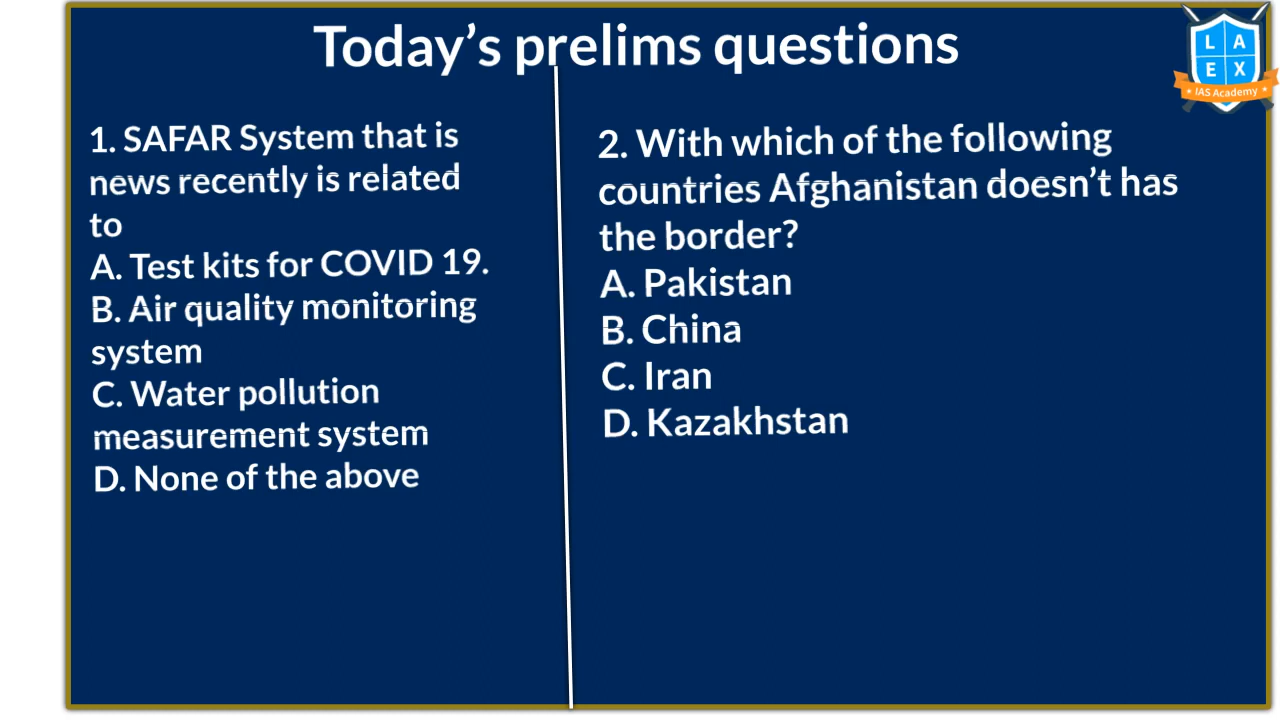 Today’s prelims questions
L A
E X
IAS Academy
1. SAFAR System that is
news recently is related
to
A. Test kits for COVID 19.
B. Air quality monitoring
system
C. Water pollution
measurement system
D. None of the above
2. With which of the following
countries Afghanistan doesn’t has
the border?
A. Pakistan
B. China
C. Iran
D. Kazakhstan